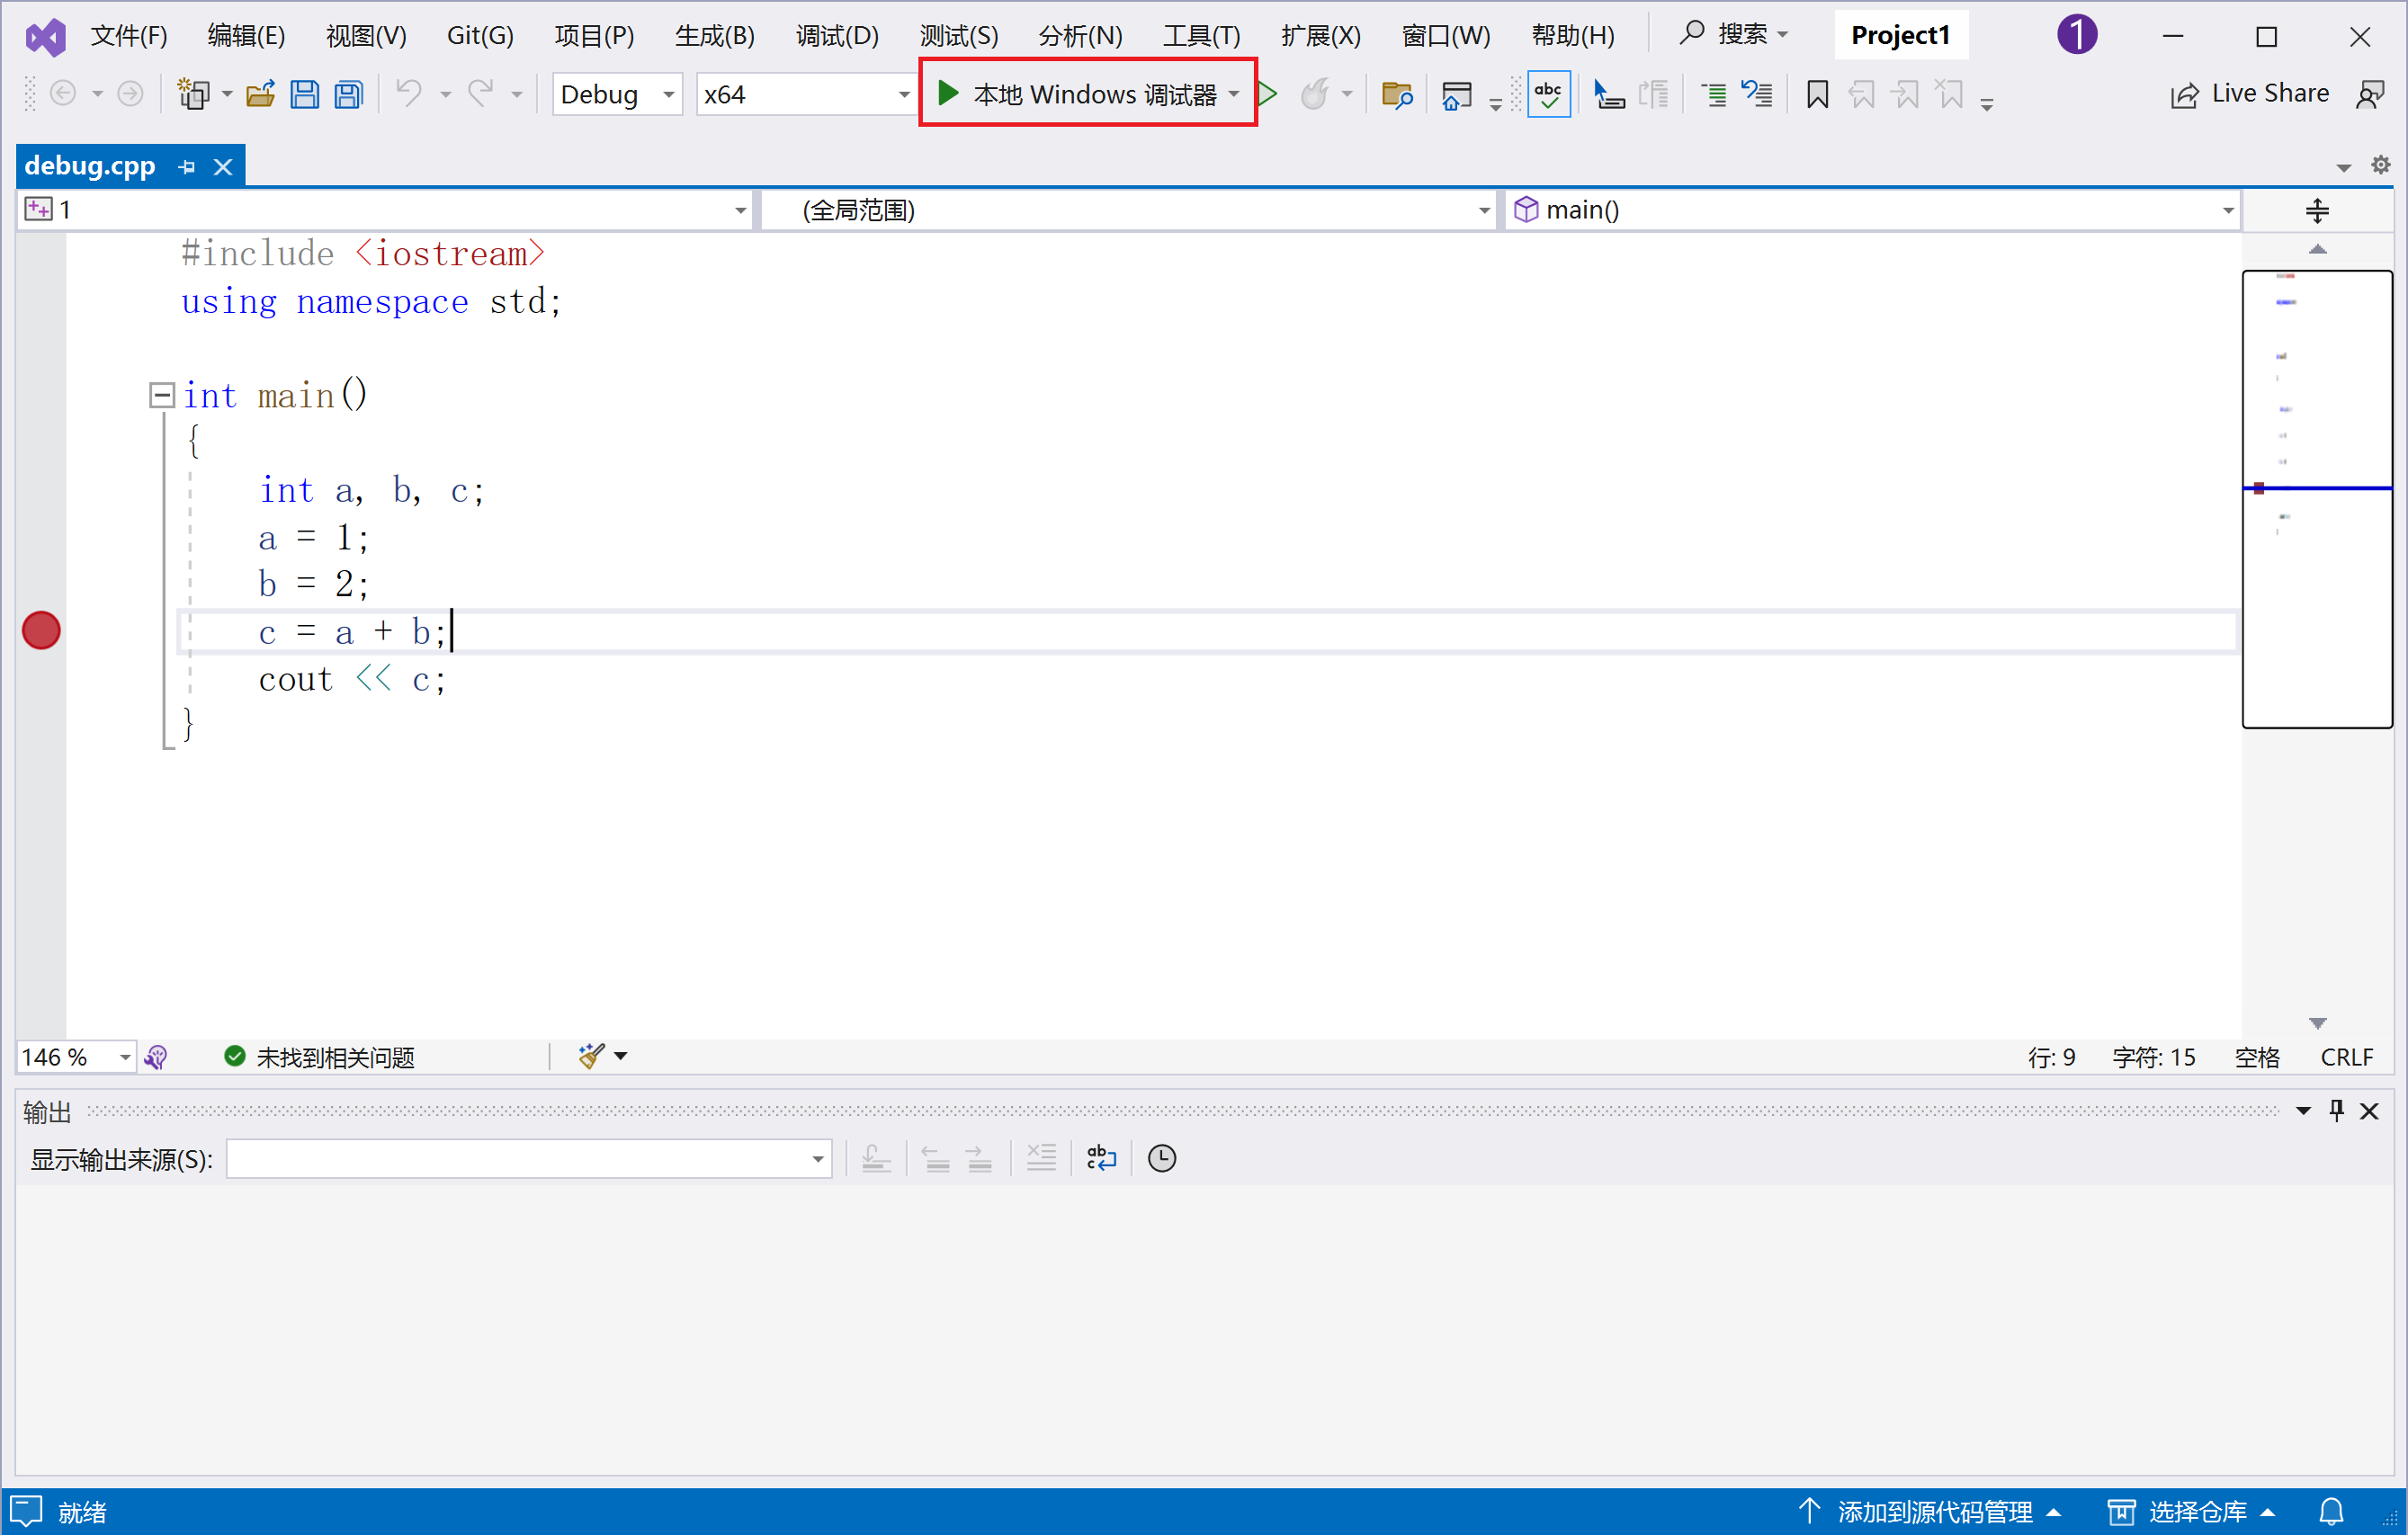 文件(F) 编辑(E) 视图(V) Git(G) 项目(P) 生成(B) 调试(D) 测试(S) 分析(N) 工具(T) 扩展(X) 窗口(W) 帮助(H) 搜索 Project1 1
Debug x64 本地 Windows 调试器 abc Live Share
debug.cpp
1 (全局范围) main()
#include <iostream>
using namespace std;
int main()
{
int a, b, c;
a = 1;
b = 2;
c = a + b;
cout << c;
}
146 % 未找到相关问题 行: 9 字符: 15 空格 CRLF
输出
显示输出来源(S): ab c
就绪 添加到源代码管理 选择仓库